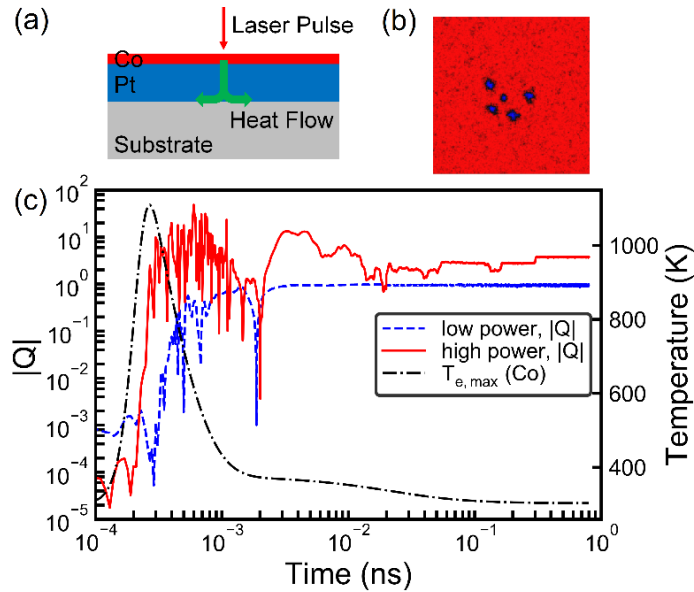 (a)
Laser Pulse
Co
Pt
Heat Flow
Substrate
(b)
(c)
10^2
10^1
10^0
10^-1
10^-2
10^-3
10^-4
10^-5
|Q|
low power, |Q|
high power, |Q|
T_e, max (Co)
1000
800
600
400
Temperature (K)
10^-4
10^-3
10^-2
10^-1
10^0
Time (ns)